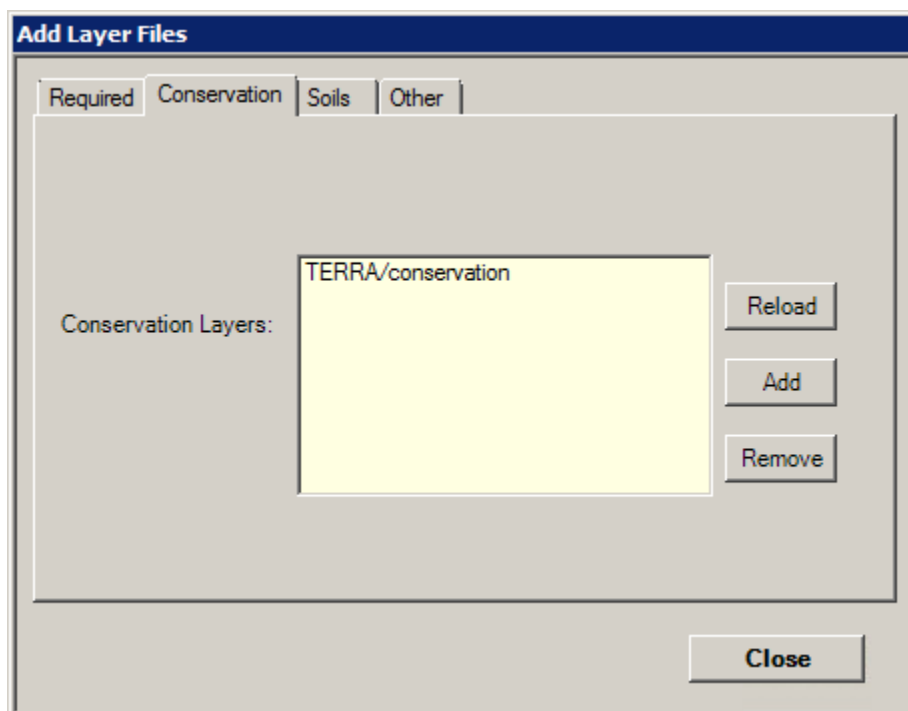 Add Layer Files
Required Conservation Soils Other
TERRA/conservation
Conservation Layers:
Reload
Add
Remove
Close